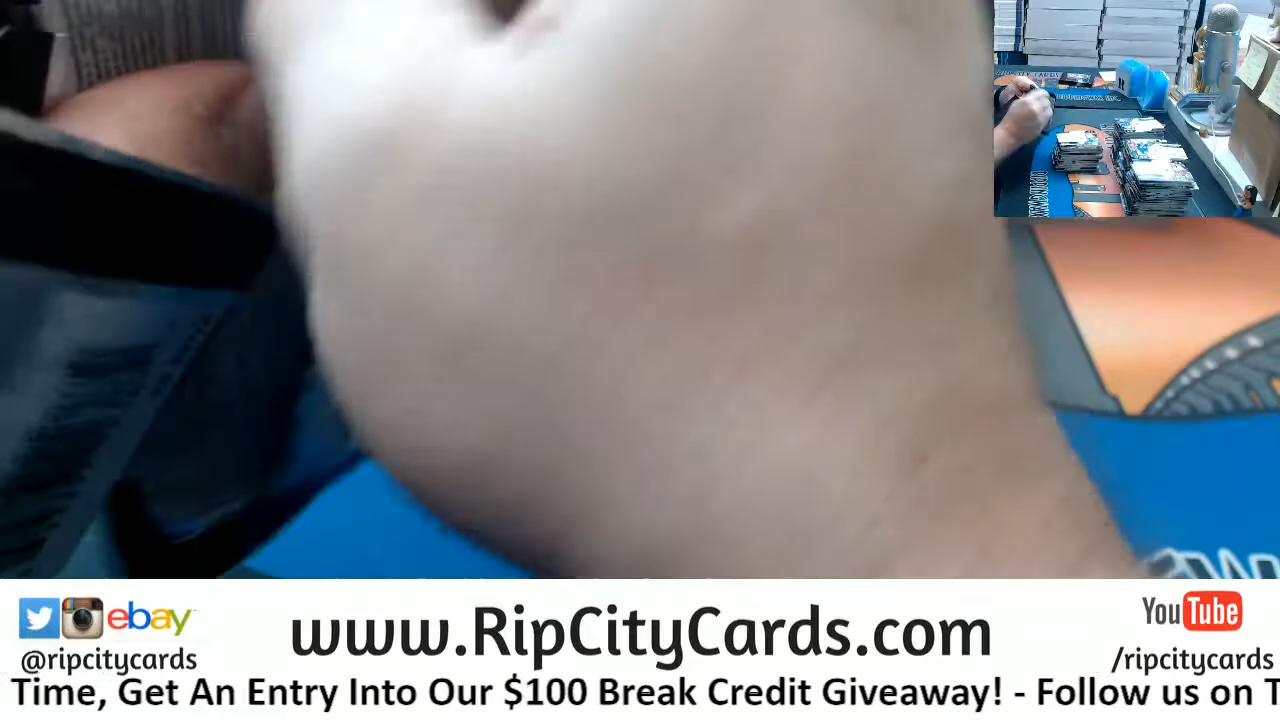 ebay
www.RipCityCards.com
YouTube
@ripcitycards
/ripcitycards
Time, Get An Entry Into Our $100 Break Credit Giveaway! - Follow us on T